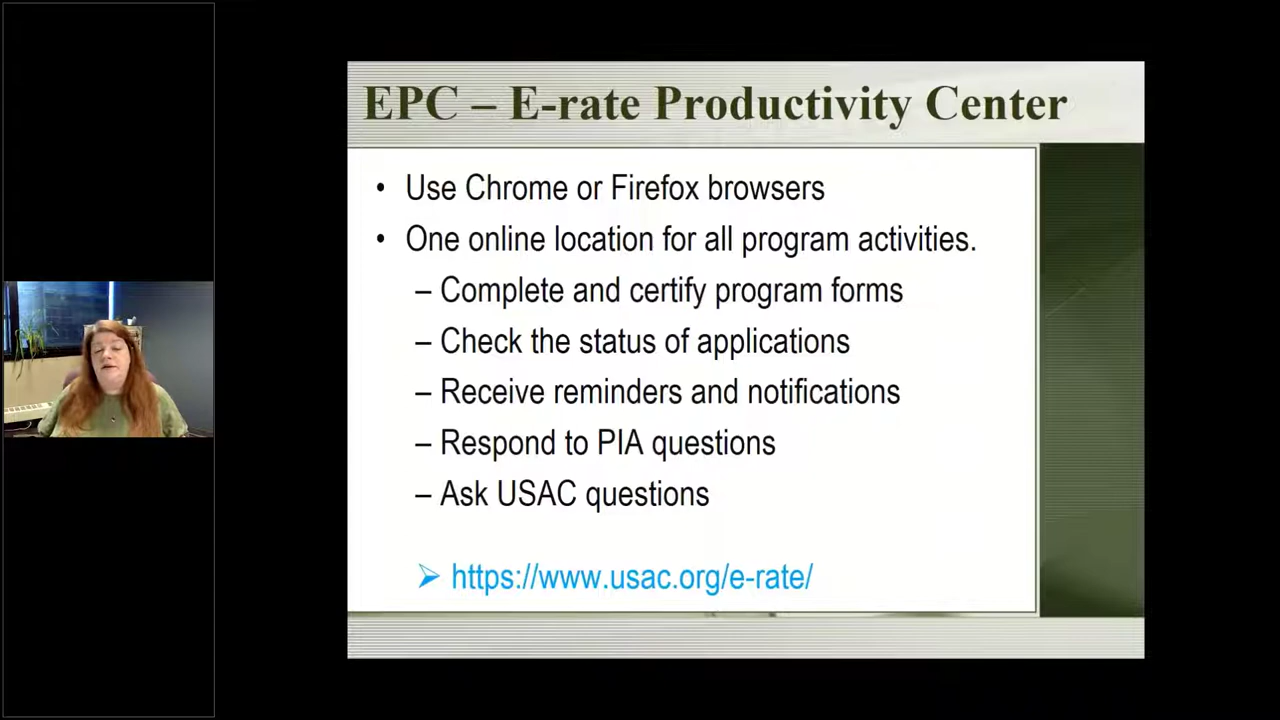 EPC – E-rate Productivity Center
• Use Chrome or Firefox browsers
• One online location for all program activities.
– Complete and certify program forms
– Check the status of applications
– Receive reminders and notifications
– Respond to PIA questions
– Ask USAC questions
➢ https://www.usac.org/e-rate/